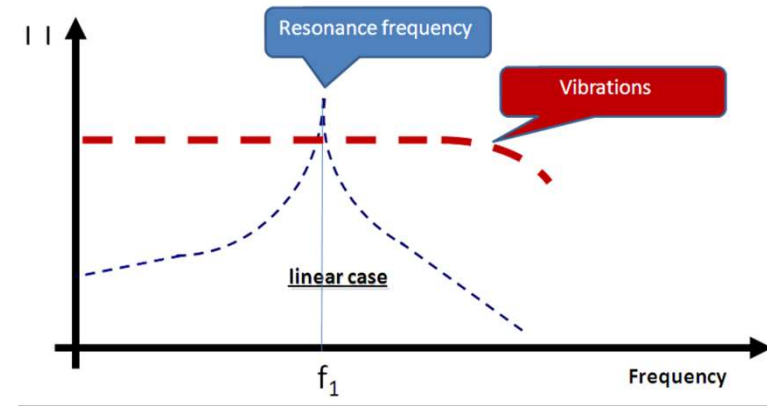 | |
Resonance frequency
Vibrations
linear case
f₁
Frequency